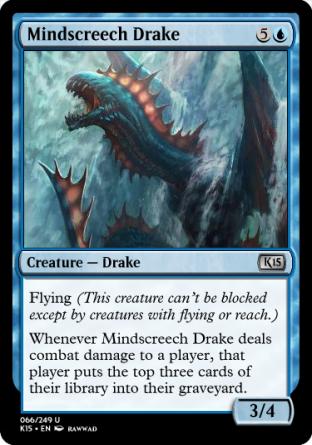 Mindscreech Drake 5
Creature — Drake K15
Flying (This creature can't be blocked
except by creatures with flying or reach.)
Whenever Mindscreech Drake deals
combat damage to a player, that
player puts the top three cards of
their library into their graveyard.
3/4
066/249 U
K15 • EN RAWWAD